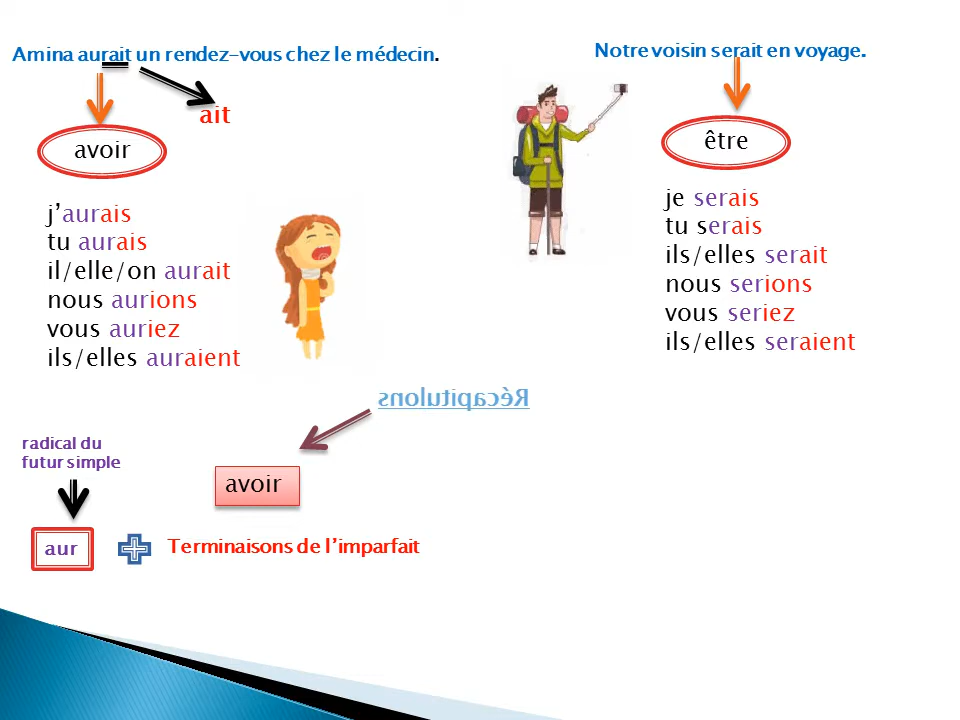 Amina aurait un rendez-vous chez le médecin.
ait
avoir
j'aurais
tu aurais
il/elle/on aurait
nous aurions
vous auriez
ils/elles auraient
Notre voisin serait en voyage.
être
je serais
tu serais
ils/elles serait
nous serions
vous seriez
ils/elles seraient
Récapitulons
radical du
futur simple
avoir
aur
Terminaisons de l'imparfait